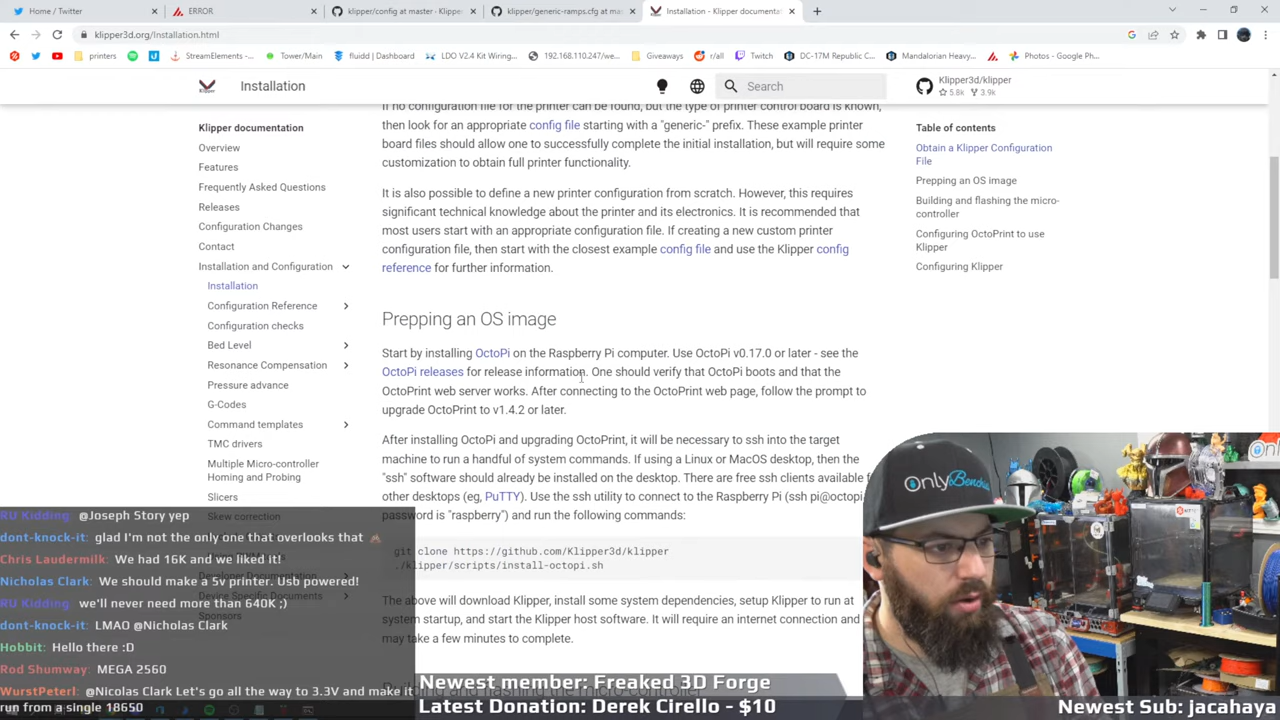 Home / Twitter
ERROR
klipper/config at master · Klipper
klipper/generic-ramps.cfg at ma
Installation - Klipper documenta
klipper3d.org/Installation.html
printers
StreamElements -
Tower/Main
fluidd | Dashboard
LDO V2.4 Kit Wiring...
192.168.110.247/we...
Giveaways
r/all
Twitch
DC-17M Republic C...
Mandalorian Heavy...
Photos - Google Ph...
Klipper
Installation
Search
Klipper3d/klipper
5.8k 3.9k
Klipper documentation
Overview
Features
Frequently Asked Questions
Releases
Configuration Changes
Contact
Installation and Configuration
Installation
Configuration Reference
Configuration checks
Bed Level
Resonance Compensation
Pressure advance
G-Codes
Command templates
TMC drivers
Multiple Micro-controller
Homing and Probing
Slicers
Skew correction
Developer Documentation
Device Specific Documents
Sponsors
If no configuration file for the printer can be found, but the type of printer control board is known,
then look for an appropriate config file starting with a "generic-" prefix. These example printer
board files should allow one to successfully complete the initial installation, but will require some
customization to obtain full printer functionality.
It is also possible to define a new printer configuration from scratch. However, this requires
significant technical knowledge about the printer and its electronics. It is recommended that
most users start with an appropriate configuration file. If creating a new custom printer
configuration file, then start with the closest example config file and use the Klipper config
reference for further information.
Prepping an OS image
Start by installing OctoPi on the Raspberry Pi computer. Use OctoPi v0.17.0 or later - see the
OctoPi releases for release information. One should verify that OctoPi boots and that the
OctoPrint web server works. After connecting to the OctoPrint web page, follow the prompt to
upgrade OctoPrint to v1.4.2 or later.
After installing OctoPi and upgrading OctoPrint, it will be necessary to ssh into the target
machine to run a handful of system commands. If using a Linux or MacOS desktop, then the
"ssh" software should already be installed on the desktop. There are free ssh clients available
other desktops (eg, PuTTY). Use the ssh utility to connect to the Raspberry Pi (ssh pi@octopi
password is "raspberry") and run the following commands:
git clone https://github.com/Klipper3d/klipper
./klipper/scripts/install-octopi.sh
The above will download Klipper, install some system dependencies, setup Klipper to run at
system startup, and start the Klipper host software. It will require an internet connection and
may take a few minutes to complete.
Building and flashing the micro-controller
Table of contents
Obtain a Klipper Configuration
File
Prepping an OS image
Building and flashing the micro-
controller
Configuring OctoPrint to use
Klipper
Configuring Klipper
RU Kidding @Joseph Story yep
dont-knock-it: glad I'm not the only one that overlooks that
Chris Laudermilk: We had 16K and we liked it!
Nicholas Clark: We should make a 5v printer. Usb powered!
RU Kidding we'll never need more than 640K ;)
dont-knock-it: LMAO @Nicholas Clark
Hobbit: Hello there :D
Rod Shumway: MEGA 2560
WurstPeterl: @Nicolas Clark Let's go all the way to 3.3V and make it
run from a single 18650
Only Bends
Newest member: Freaked 3D Forge
Latest Donation: Derek Cirello - $10
Newest Sub: jacahaya